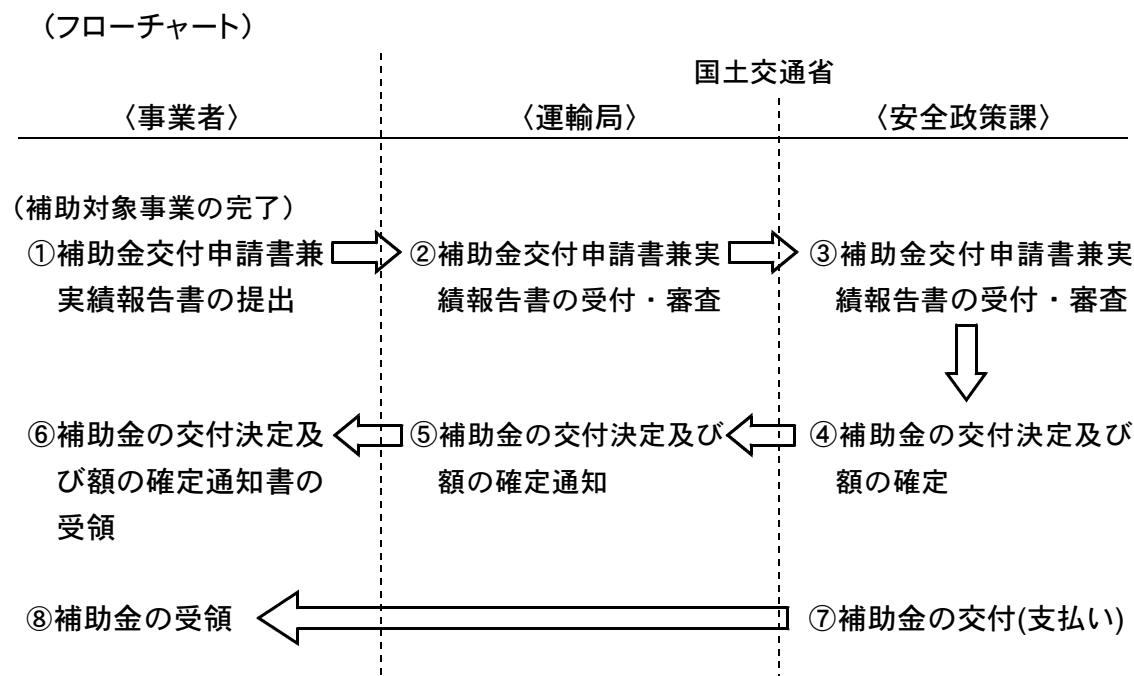 （フローチャート）
国土交通省
〈事業者〉
〈運輸局〉
〈安全政策課〉
（補助対象事業の完了）
①補助金交付申請書兼
実績報告書の提出
②補助金交付申請書兼実
績報告書の受付・審査
③補助金交付申請書兼実
績報告書の受付・審査
④補助金の交付決定及び
額の確定
⑤補助金の交付決定及び
額の確定通知
⑥補助金の交付決定及
び額の確定通知書の
受領
⑦補助金の交付(支払い)
⑧補助金の受領